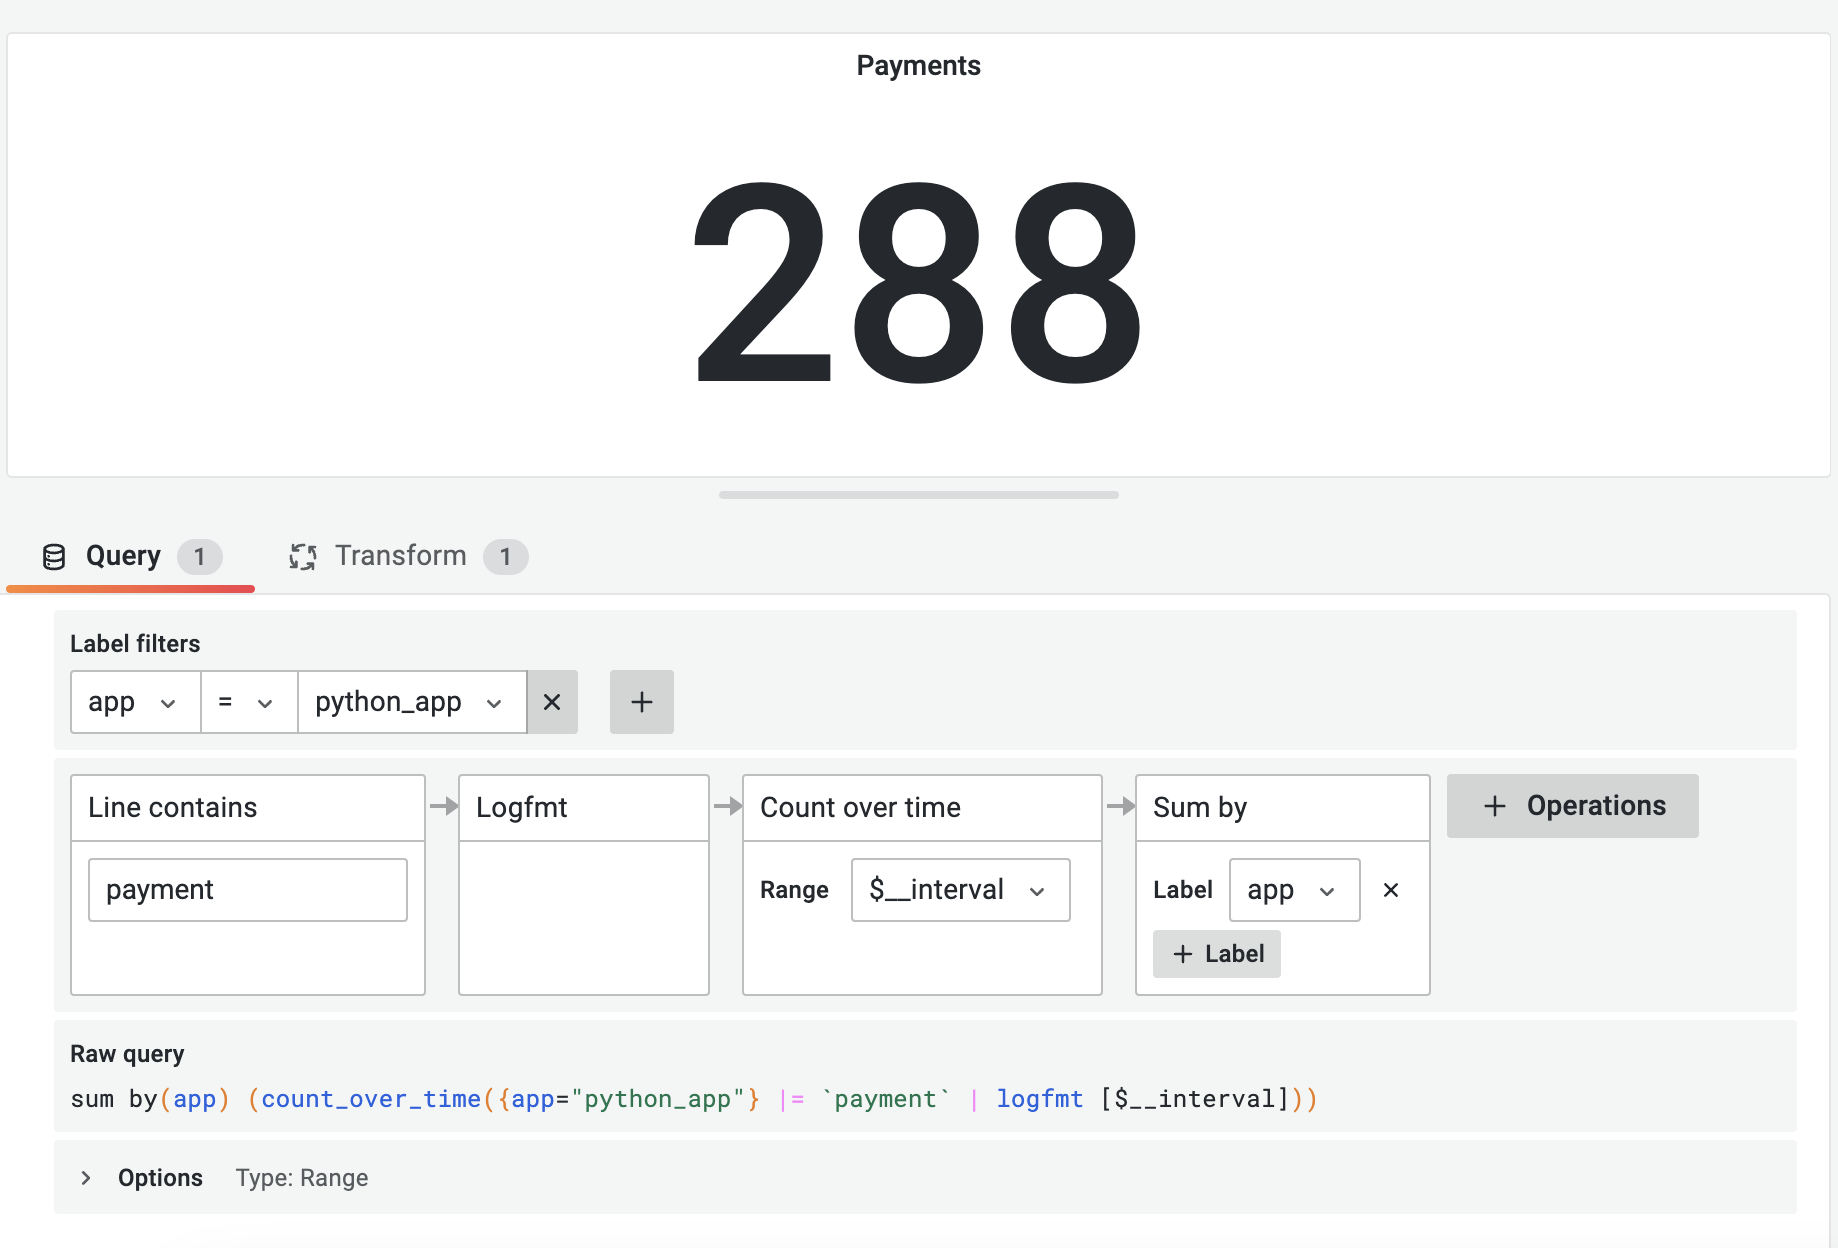 Payments
288
Query 1 Transform 1
Label filters
app = python_app
Line contains Logfmt Count over time Sum by + Operations
payment Range $__interval Label app
+ Label
Raw query
sum by(app) (count_over_time({app="python_app"} |= `payment` | logfmt [$__interval]))
Options Type: Range